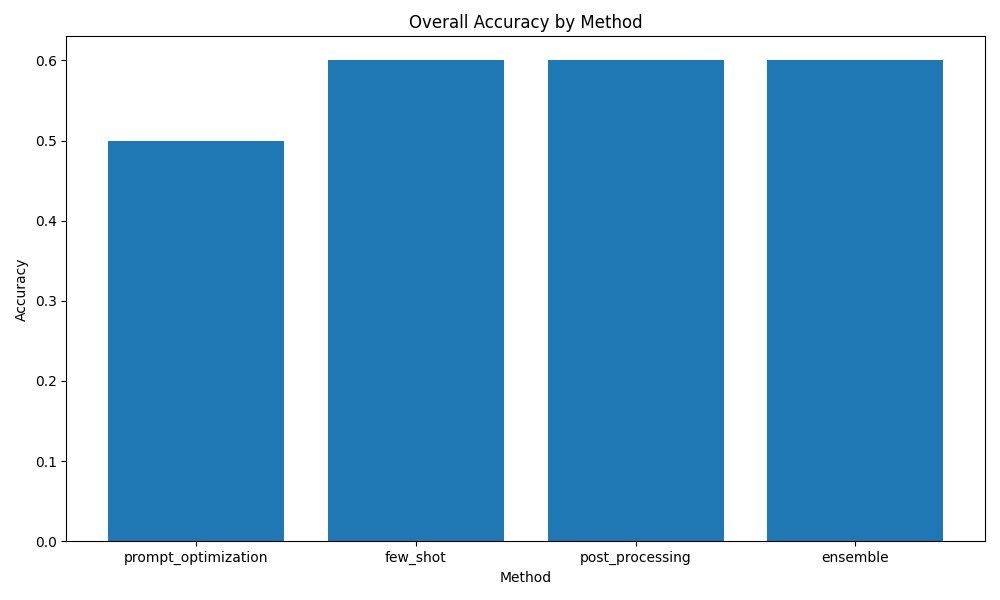 Overall Accuracy by Method
Accuracy
0.6
0.5
0.4
0.3
0.2
0.1
0.0
prompt_optimization
few_shot
post_processing
ensemble
Method